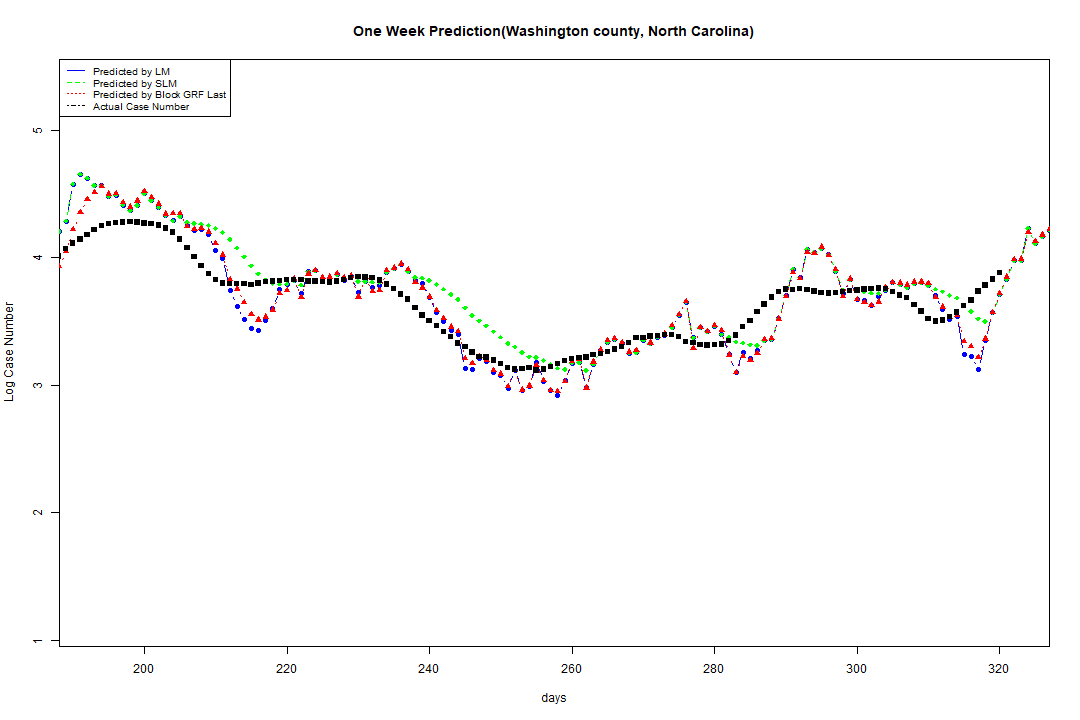 One Week Prediction(Washington county, North Carolina)
Predicted by LM
Predicted by SLM
Predicted by Block GRF Last
Actual Case Number
5
4
3
2
1
Log Case Number
200 220 240 260 280 300 320
days